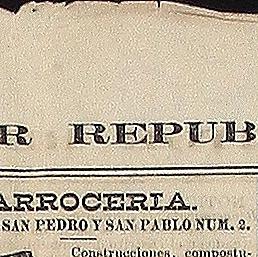 R REPUB
ARROCERIA.
SAN PEDRO Y SAN PABLO NUM. 2.
Construcciones, compostu-